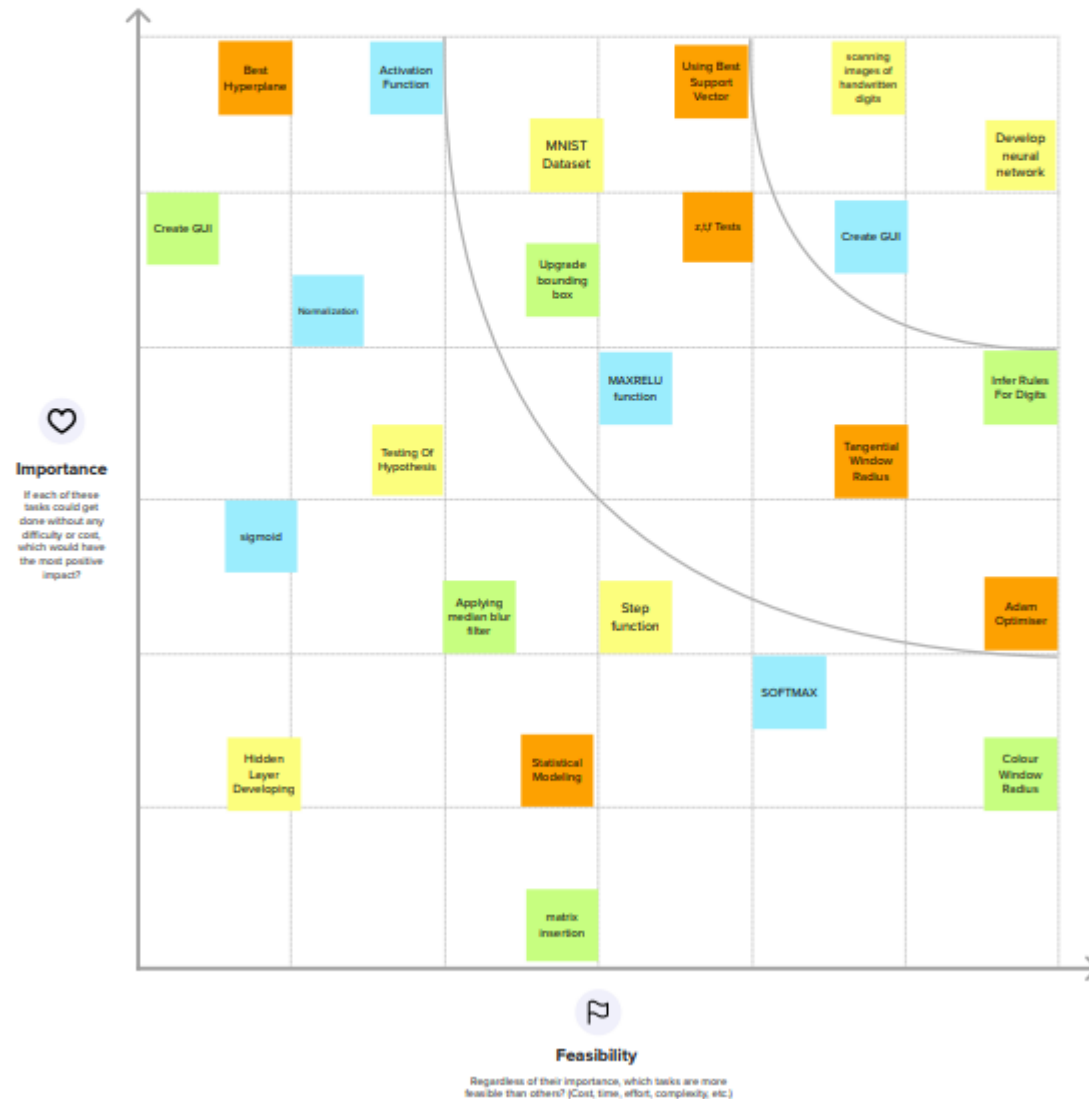 Best
Hyperplane
Activation
Function
Using Best
Support
Vector
scanning
images of
handwritten
digits
MNIST
Dataset
Develop
neural
network
Create GUI
z,t,f Tests
Create GUI
Upgrade
bounding
box
Normalization
MAXRELU
function
Infer Rules
For Digits
Testing Of
Hypothesis
Tangential
Window
Radius
Importance
If each of these
tasks could get
done without any
difficulty or cost,
which would have
the most positive
impact?
sigmoid
Applying
median blur
filter
Step
function
Adam
Optimiser
SOFTMAX
Hidden
Layer
Developing
Statistical
Modeling
Colour
Window
Radius
matrix
insertion
Feasibility
Regardless of their importance, which tasks are more
feasible than others? (Cost, time, effort, complexity, etc.)